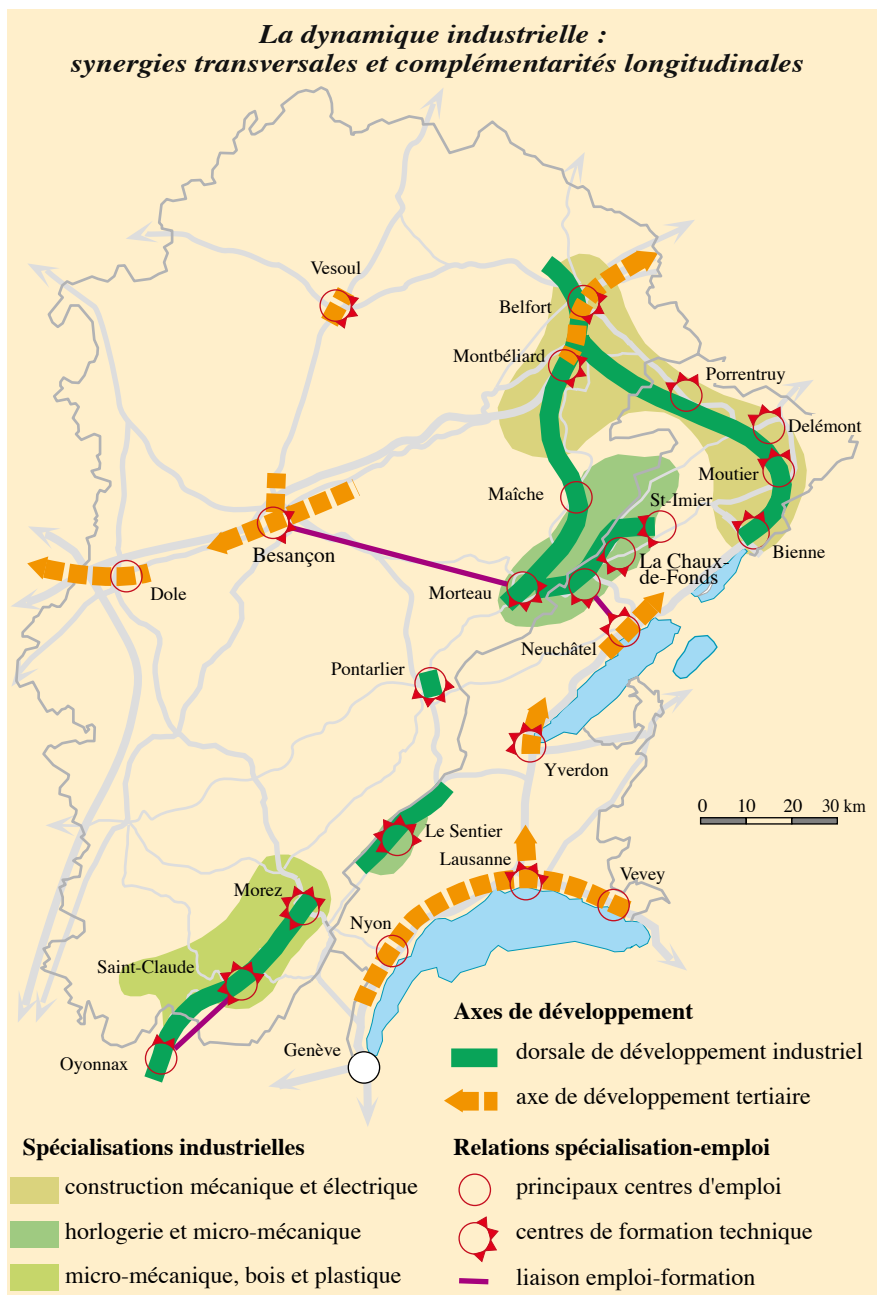 La dynamique industrielle :
synergies transversales et complémentarités longitudinales
Vesoul
Belfort
Montbéliard
Porrentruy
Delémont
Moutier
Maîche
St-Imier
Bienne
Besançon
La Chaux-
de-Fonds
Dole
Morteau
Neuchâtel
Pontarlier
Yverdon
0 10 20 30 km
Le Sentier
Lausanne
Vevey
Morez
Nyon
Saint-Claude
Genève
Oyonnax
Axes de développement
dorsale de développement industriel
axe de développement tertiaire
Spécialisations industrielles
construction mécanique et électrique
horlogerie et micro-mécanique
micro-mécanique, bois et plastique
Relations spécialisation-emploi
principaux centres d'emploi
centres de formation technique
liaison emploi-formation